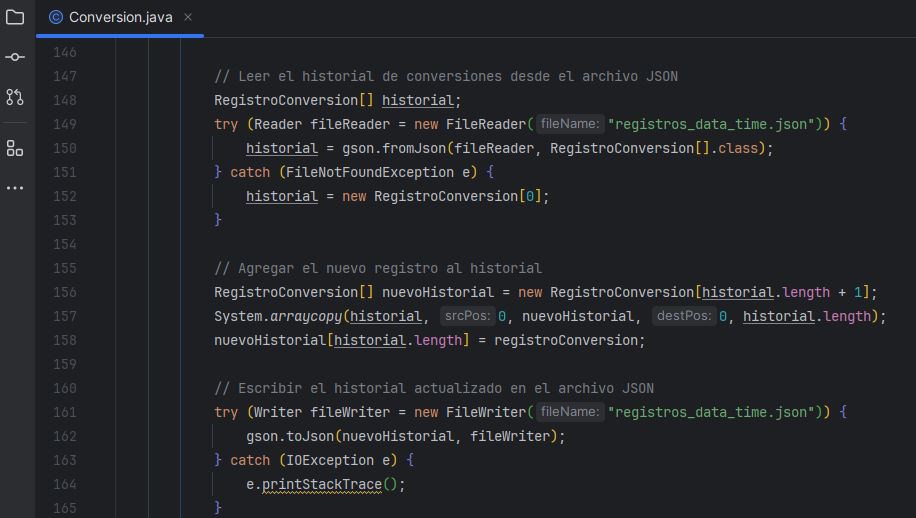 Conversion.java
146
147 // Leer el historial de conversiones desde el archivo JSON
148 RegistroConversion[] historial;
149 try (Reader fileReader = new FileReader( fileName: "registros_data_time.json")) {
150 historial = gson.fromJson(fileReader, RegistroConversion[].class);
151 } catch (FileNotFoundException e) {
152 historial = new RegistroConversion[0];
153 }
154
155 // Agregar el nuevo registro al historial
156 RegistroConversion[] nuevoHistorial = new RegistroConversion[historial.length + 1];
157 System.arraycopy(historial, srcPos: 0, nuevoHistorial, destPos: 0, historial.length);
158 nuevoHistorial[historial.length] = registroConversion;
159
160 // Escribir el historial actualizado en el archivo JSON
161 try (Writer fileWriter = new FileWriter( fileName: "registros_data_time.json")) {
162 gson.toJson(nuevoHistorial, fileWriter);
163 } catch (IOException e) {
164 e.printStackTrace();
165 }